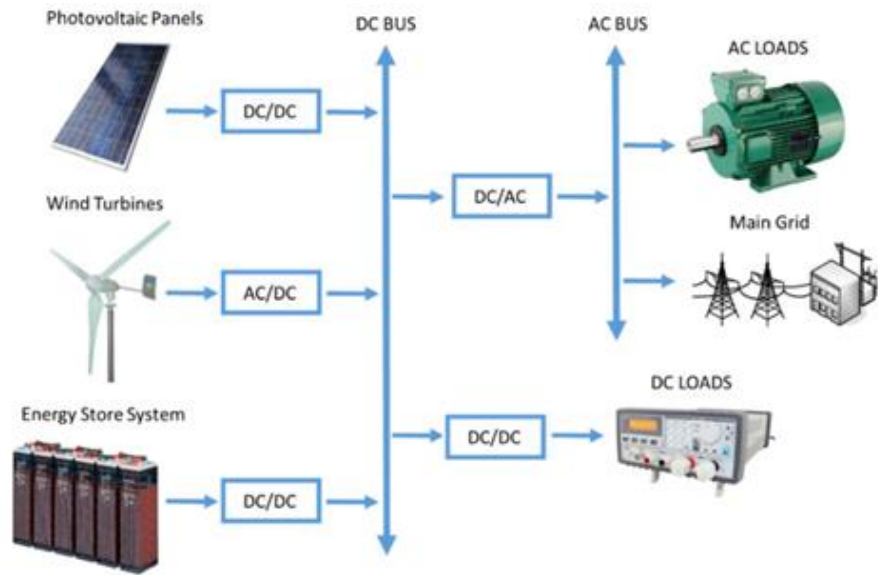 Photovoltaic Panels
DC BUS
AC BUS
AC LOADS
DC/DC
Wind Turbines
DC/AC
Main Grid
AC/DC
DC LOADS
Energy Store System
DC/DC
DC/DC